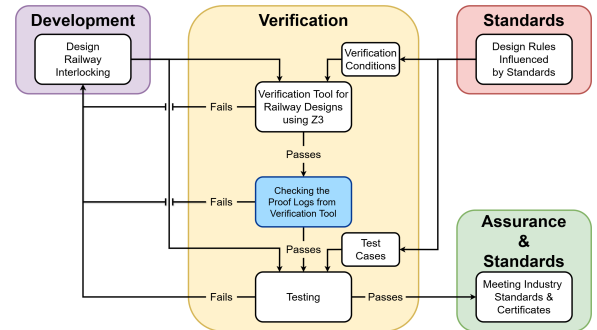 Development
Verification
Standards
Design
Railway
Interlocking
Verification
Conditions
Design Rules
Influenced
by Standards
Verification Tool for
Railway Designs
using Z3
Fails
Passes
Checking the
Proof Logs from
Verification Tool
Fails
Passes
Test
Cases
Assurance
&
Standards
Testing
Fails
Passes
Meeting Industry
Standards &
Certificates